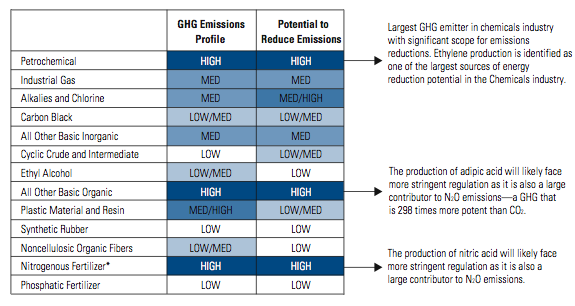 GHG Emissions Profile
Potential to Reduce Emissions
Petrochemical HIGH HIGH
Industrial Gas MED MED
Alkalies and Chlorine MED MED/HIGH
Carbon Black LOW/MED LOW/MED
All Other Basic Inorganic MED MED
Cyclic Crude and Intermediate LOW LOW/MED
Ethyl Alcohol LOW/MED LOW
All Other Basic Organic HIGH HIGH
Plastic Material and Resin MED/HIGH LOW/MED
Synthetic Rubber LOW LOW
Noncellulosic Organic Fibers LOW/MED LOW
Nitrogenous Fertilizer* HIGH HIGH
Phosphatic Fertilizer LOW LOW
Largest GHG emitter in chemicals industry
with significant scope for emissions
reductions. Ethylene production is identified as
one of the largest sources of energy
reduction potential in the Chemicals industry.
The production of adipic acid will likely face
more stringent regulation as it is also a large
contributor to N₂O emissions—a GHG that
is 298 times more potent than CO₂.
The production of nitric acid will likely face
more stringent regulation as it is also a
large contributor to N₂O emissions.